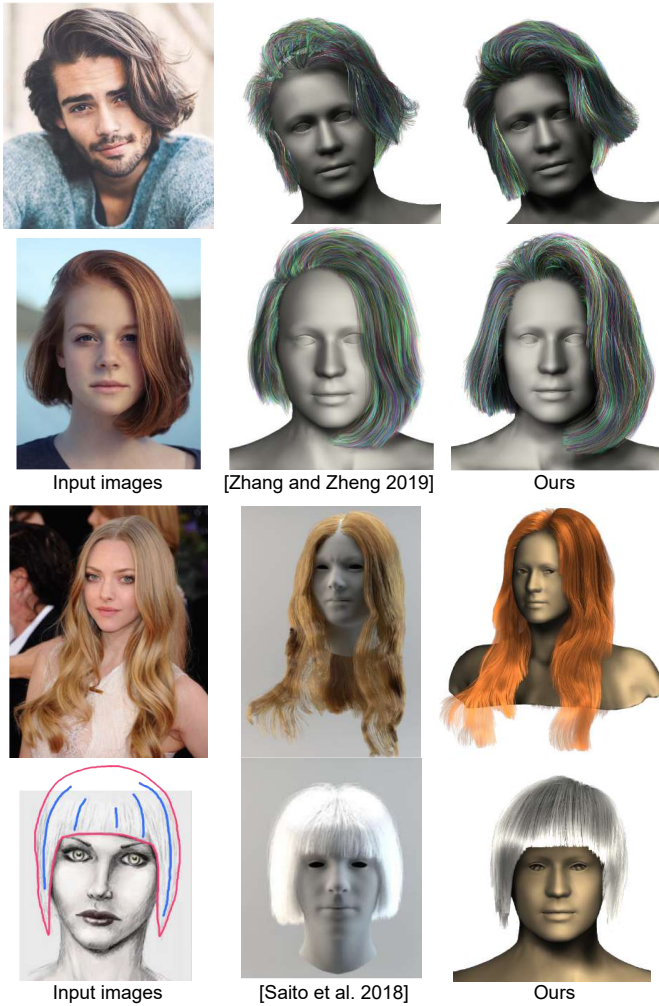 Input images
[Zhang and Zheng 2019]
Ours
Input images
[Saito et al. 2018]
Ours